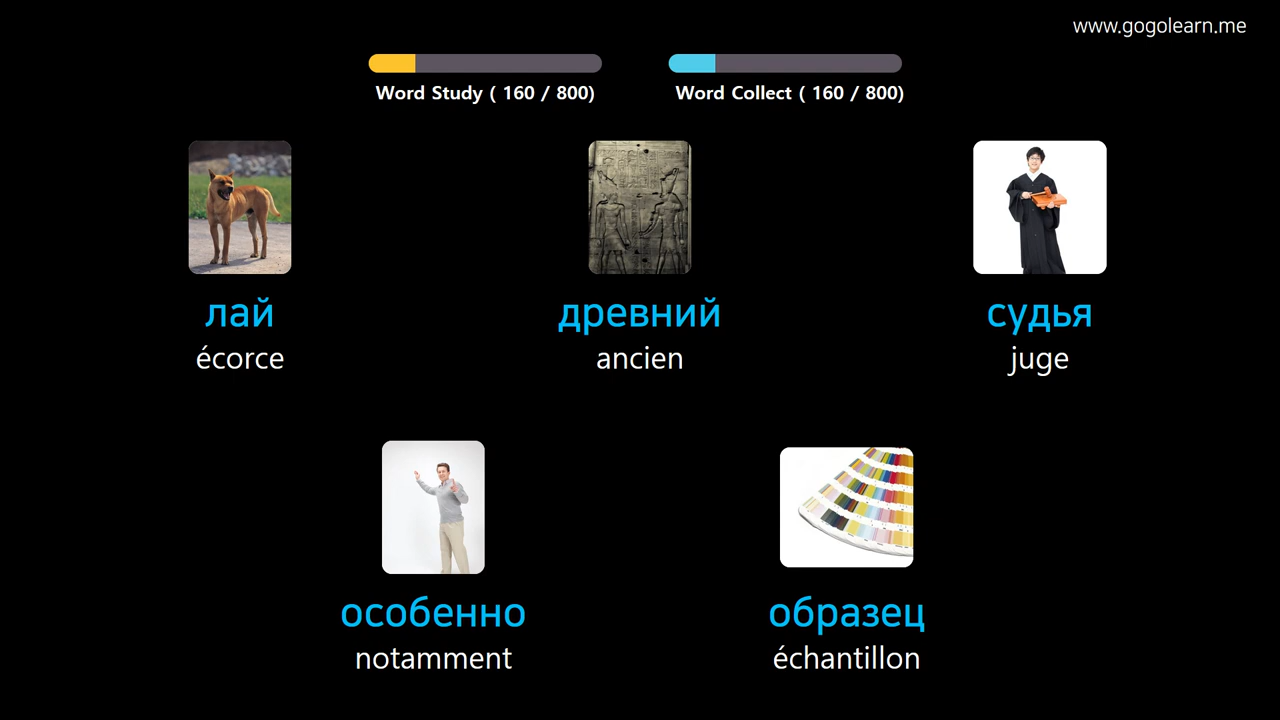 www.gogolearn.me
Word Study ( 160 / 800)
Word Collect ( 160 / 800)
лай
écorce
древний
ancien
судья
juge
особенно
notamment
образец
échantillon